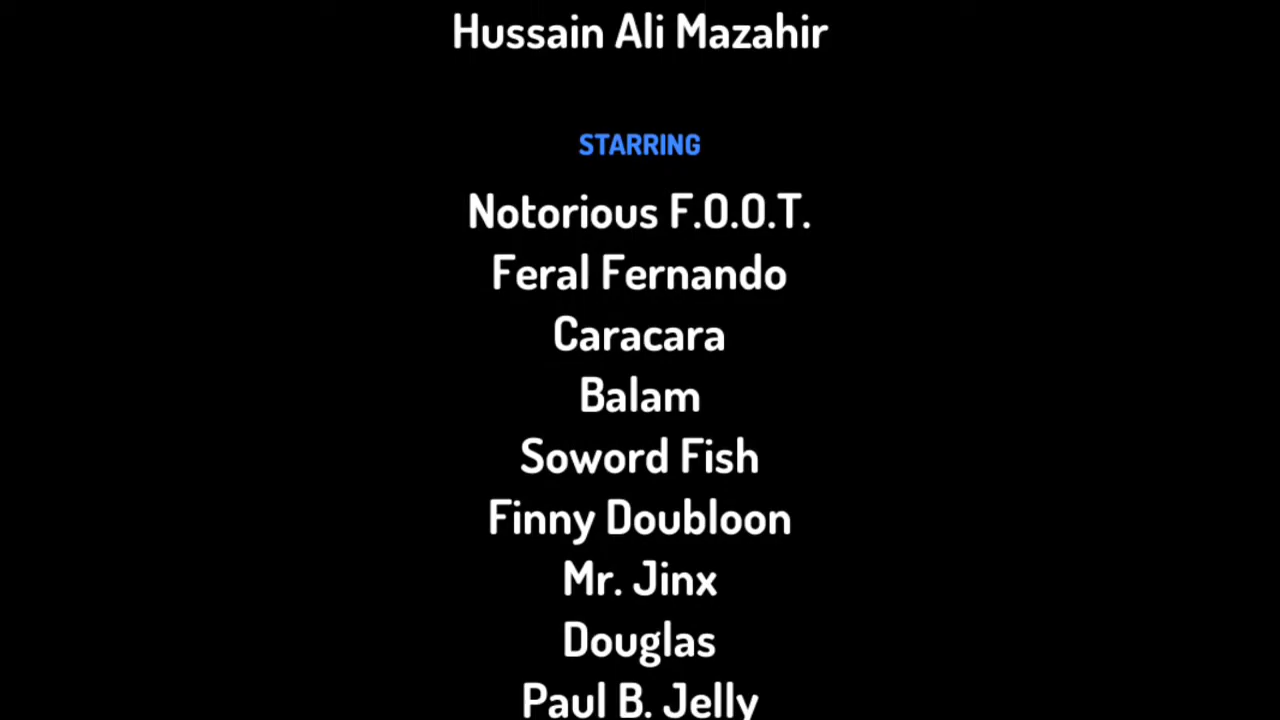 Hussain Ali Mazahir
STARRING
Notorious F.O.O.T.
Feral Fernando
Caracara
Balam
Soword Fish
Finny Doubloon
Mr. Jinx
Douglas
Paul B. Jelly